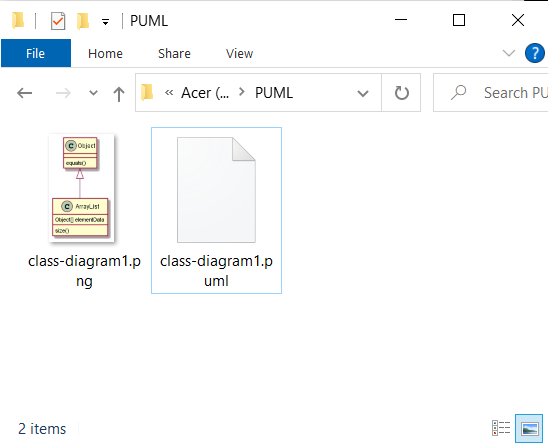 PUML
File
Home
Share
View
?
« Acer (... > PUML
Search PU
C Object
equals()
C ArrayList
Object[] elementData
size()
class-diagram1.p
ng
class-diagram1.p
uml
2 items